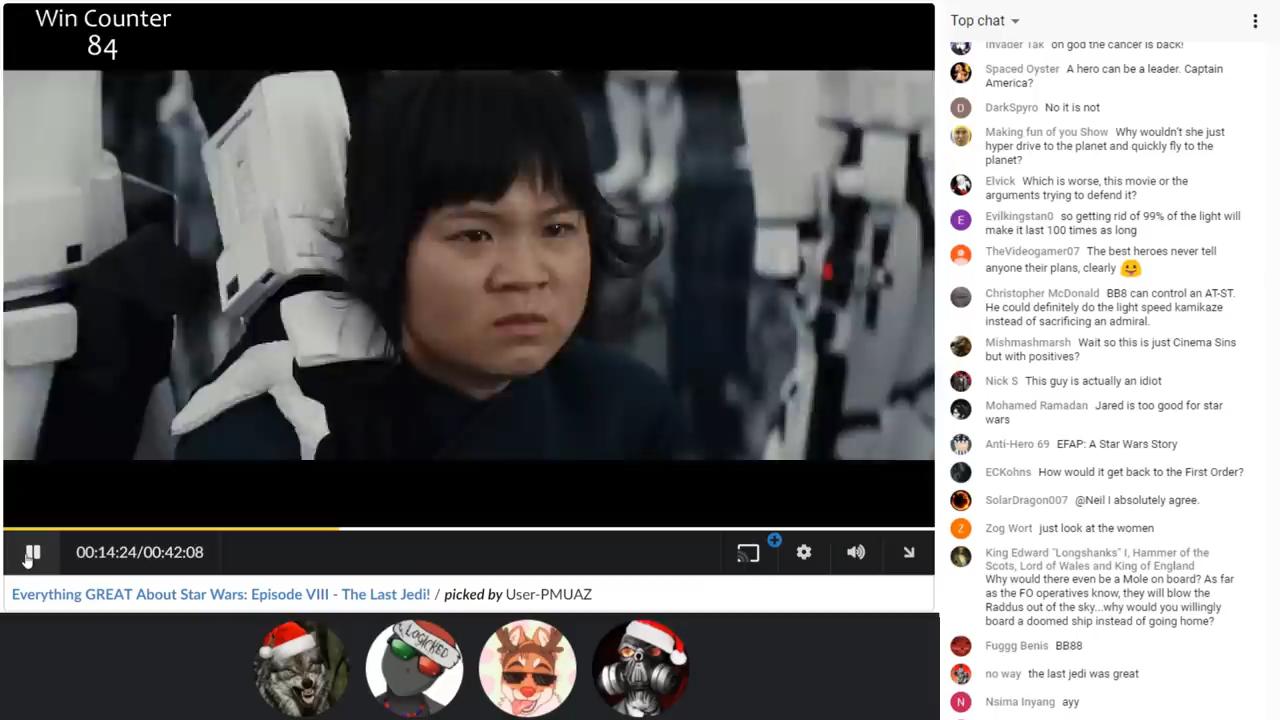 Win Counter
84
Top chat
Invader Tak on god the cancer is back!
Spaced Oyster A hero can be a leader. Captain
America?
DarkSpyro No it is not
Making fun of you Show Why wouldn't she just
hyper drive to the planet and quickly fly to the
planet?
Elvick Which is worse, this movie or the
arguments trying to defend it?
Evilkingstan0 so getting rid of 99% of the light will
make it last 100 times as long
TheVideogamer07 The best heroes never tell
anyone their plans, clearly
Christopher McDonald BB8 can control an AT-ST.
He could definitely do the light speed kamikaze
instead of sacrificing an admiral.
Mishmashmarsh Wait so this is just Cinema Sins
but with positives?
Nick S This guy is actually an idiot
Mohamed Ramadan Jared is too good for star
wars
Anti-Hero 69 EFAP: A Star Wars Story
ECKohns How would it get back to the First Order?
SolarDragon007 @Neil I absolutely agree.
Zog Wort just look at the women
King Edward "Longshanks" I, Hammer of the
Scots, Lord of Wales and King of England
Why would there even be a Mole on board? As far
as the FO operatives know, they will blow the
Raddus out of the sky...why would you willingly
board a doomed ship instead of going home?
Fuggg Benis BB88
no way the last jedi was great
Nsima Inyang ayy
00:14:24/00:42:08
Everything GREAT About Star Wars: Episode VIII - The Last Jedi! / picked by User-PMUAZ
LOGICKED
D
E
Z
N